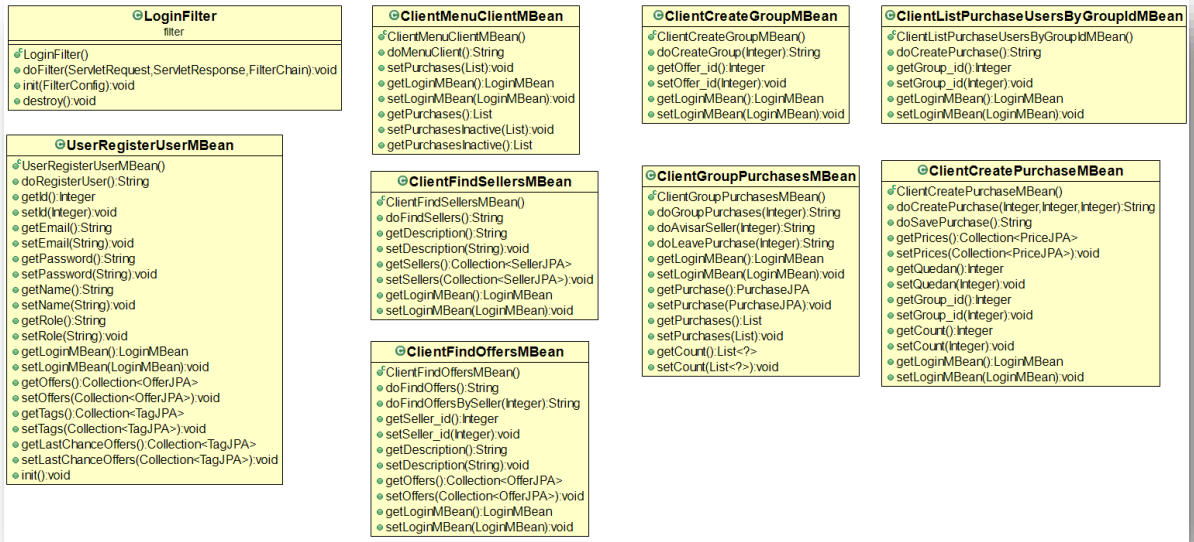 LoginFilter
filter
LoginFilter()
doFilter(ServletRequest,ServletResponse,FilterChain):void
init(FilterConfig):void
destroy():void
UserRegisterUserMBean
UserRegisterUserMBean()
doRegisterUser():String
getId():Integer
setId(Integer):void
getEmail():String
setEmail(String):void
getPassword():String
setPassword(String):void
getName():String
setName(String):void
getRole():String
setRole(String):void
getLoginMBean():LoginMBean
setLoginMBean(LoginMBean):void
getOffers():Collection<OfferJPA>
setOffers(Collection<OfferJPA>):void
getTags():Collection<TagJPA>
setTags(Collection<TagJPA>):void
getLastChanceOffers():Collection<TagJPA>
setLastChanceOffers(Collection<TagJPA>):void
init():void
ClientMenuClientMBean
ClientMenuClientMBean()
doMenuClient():String
setPurchases(List):void
getLoginMBean():LoginMBean
setLoginMBean(LoginMBean):void
getPurchases():List
setPurchasesInactive(List):void
getPurchasesInactive():List
ClientFindSellersMBean
ClientFindSellersMBean()
doFindSellers():String
getDescription():String
setDescription(String):void
getSellers():Collection<SellerJPA>
setSellers(Collection<SellerJPA>):void
getLoginMBean():LoginMBean
setLoginMBean(LoginMBean):void
ClientFindOffersMBean
ClientFindOffersMBean()
doFindOffers():String
doFindOffersBySeller(Integer):String
getSeller_id():Integer
setSeller_id(Integer):void
getDescription():String
setDescription(String):void
getOffers():Collection<OfferJPA>
setOffers(Collection<OfferJPA>):void
getLoginMBean():LoginMBean
setLoginMBean(LoginMBean):void
ClientCreateGroupMBean
ClientCreateGroupMBean()
doCreateGroup(Integer):String
getOffer_id():Integer
setOffer_id(Integer):void
getLoginMBean():LoginMBean
setLoginMBean(LoginMBean):void
ClientGroupPurchasesMBean
ClientGroupPurchasesMBean()
doGroupPurchases(Integer):String
doAvisarSeller(Integer):String
doLeavePurchase(Integer):String
getLoginMBean():LoginMBean
setLoginMBean(LoginMBean):void
getPurchase():PurchaseJPA
setPurchase(PurchaseJPA):void
getPurchases():List
setPurchases(List):void
getCount():List<?>
setCount(List<?>):void
ClientListPurchaseUsersByGroupIdMBean
ClientListPurchaseUsersByGroupIdMBean()
doCreatePurchase():String
getGroup_id():Integer
setGroup_id(Integer):void
getLoginMBean():LoginMBean
setLoginMBean(LoginMBean):void
ClientCreatePurchaseMBean
ClientCreatePurchaseMBean()
doCreatePurchase(Integer,Integer,Integer):String
doSavePurchase():String
getPrices():Collection<PriceJPA>
setPrices(Collection<PriceJPA>):void
getQuedan():Integer
setQuedan(Integer):void
getGroup_id():Integer
setGroup_id(Integer):void
getCount():Integer
setCount(Integer):void
getLoginMBean():LoginMBean
setLoginMBean(LoginMBean):void